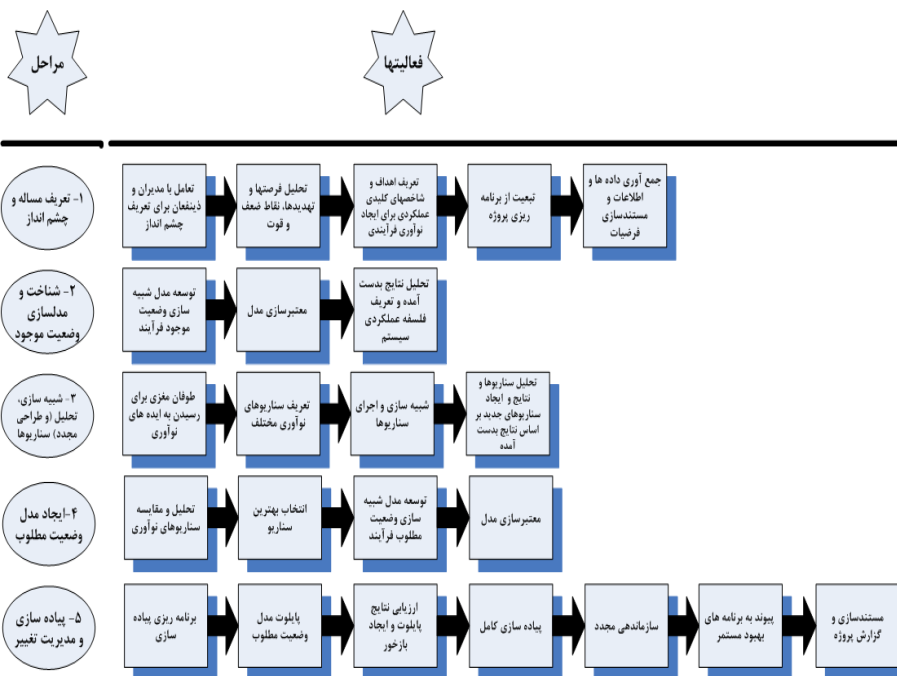 مراحل
فعالیتها
۱- تعریف مساله و
چشم انداز
تعامل با مدیران و
ذینفعان برای تعریف
چشم انداز
تحلیل فرصتها و
تهدیدها، نقاط ضعف
و قوت
تعریف اهداف و
شاخصهای کلیدی
عملکردی برای ایجاد
نوآوری فرآیندی
تبعیت از برنامه
ریزی پروژه
جمع آوری داده ها و
اطلاعات و
مستندسازی
فرضیات
۲- شناخت و
مدلسازی
وضعیت موجود
توسعه مدل شبیه
سازی وضعیت
موجود فرآیند
معتبرسازی مدل
تحلیل نتایج بدست
آمده و تعریف
فلسفه عملکردی
سیستم
۳- شبیه سازی،
تحلیل (و طراحی
مجدد) سناریوها
طوفان مغزی برای
رسیدن به ایده های
نوآوری
تعریف سناریوهای
نوآوری مختلف
شبیه سازی و اجرای
سناریوها
تحلیل سناریوها و
نتایج و ایجاد
سناریوهای جدید بر
اساس نتایج بدست
آمده
۴-ایجاد مدل
وضعیت مطلوب
تحلیل و مقایسه
سناریوهای نوآوری
انتخاب بهترین
سناریو
توسعه مدل شبیه
سازی وضعیت
مطلوب فرآیند
معتبرسازی مدل
۵- پیاده سازی
و مدیریت تغییر
برنامه ریزی پیاده
سازی
پایلوت مدل
وضعیت مطلوب
ارزیابی نتایج
پایلوت و ایجاد
بازخور
پیاده سازی کامل
سازماندهی مجدد
پیوند به برنامه های
بهبود مستمر
مستندسازی و
گزارش پروژه